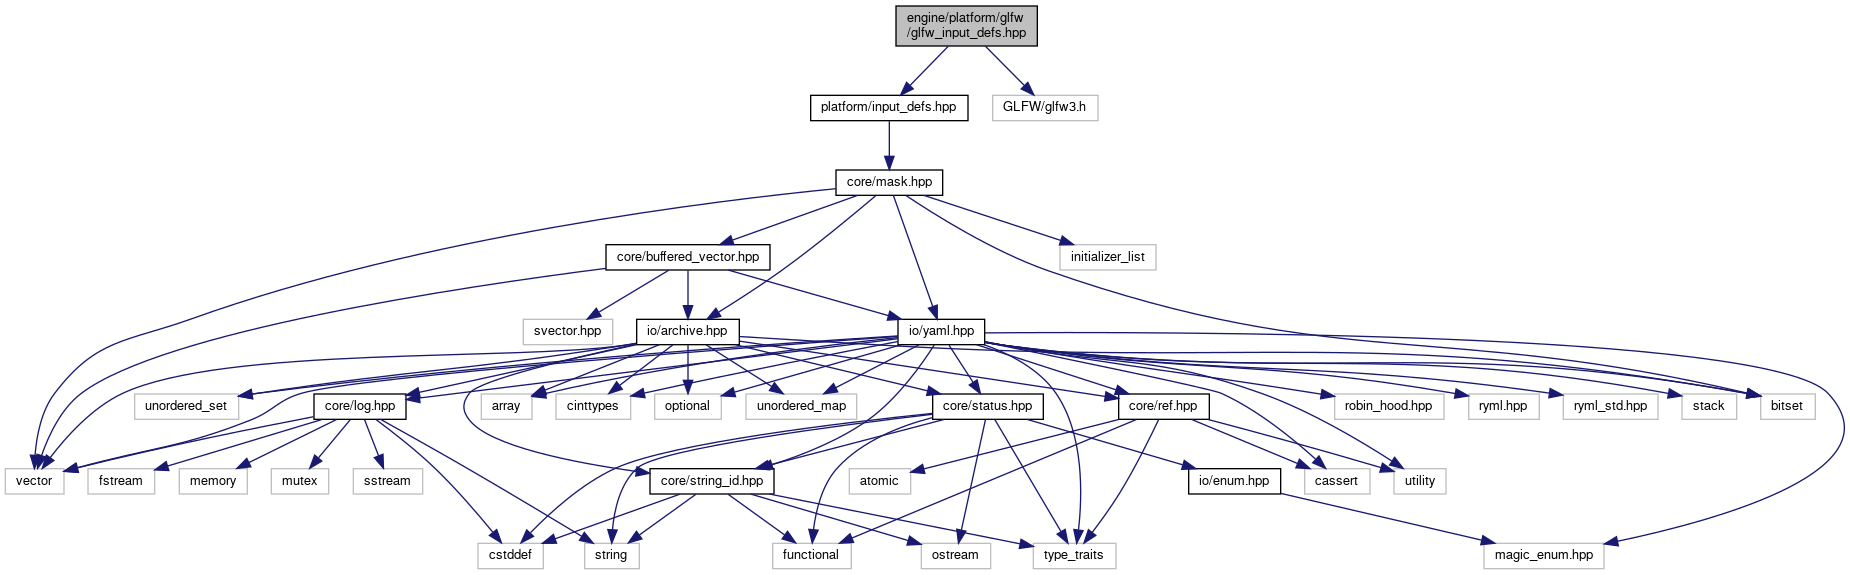 engine/platform/glfw
/glfw_input_defs.hpp
platform/input_defs.hpp
GLFW/glfw3.h
core/mask.hpp
core/buffered_vector.hpp
initializer_list
svector.hpp
io/archive.hpp
io/yaml.hpp
unordered_set
core/log.hpp
array
cinttypes
optional
unordered_map
core/status.hpp
core/ref.hpp
robin_hood.hpp
ryml.hpp
ryml_std.hpp
stack
bitset
vector
fstream
memory
mutex
sstream
core/string_id.hpp
atomic
io/enum.hpp
cassert
utility
cstddef
string
functional
ostream
type_traits
magic_enum.hpp